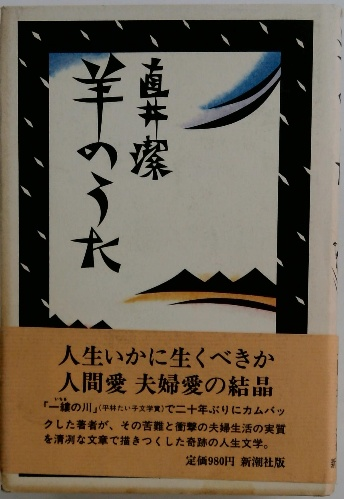 直井潔
羊のうた
人生いかに生くべきか
人間愛 夫婦愛の結晶
『一縷の川』(平林たい子文学賞)で二十年ぶりにカムバッ
クした著者が、その苦難と衝撃の夫婦生活の実質
を清冽な文章で描きつくした奇跡の人生文学。
定価980円 新潮社版